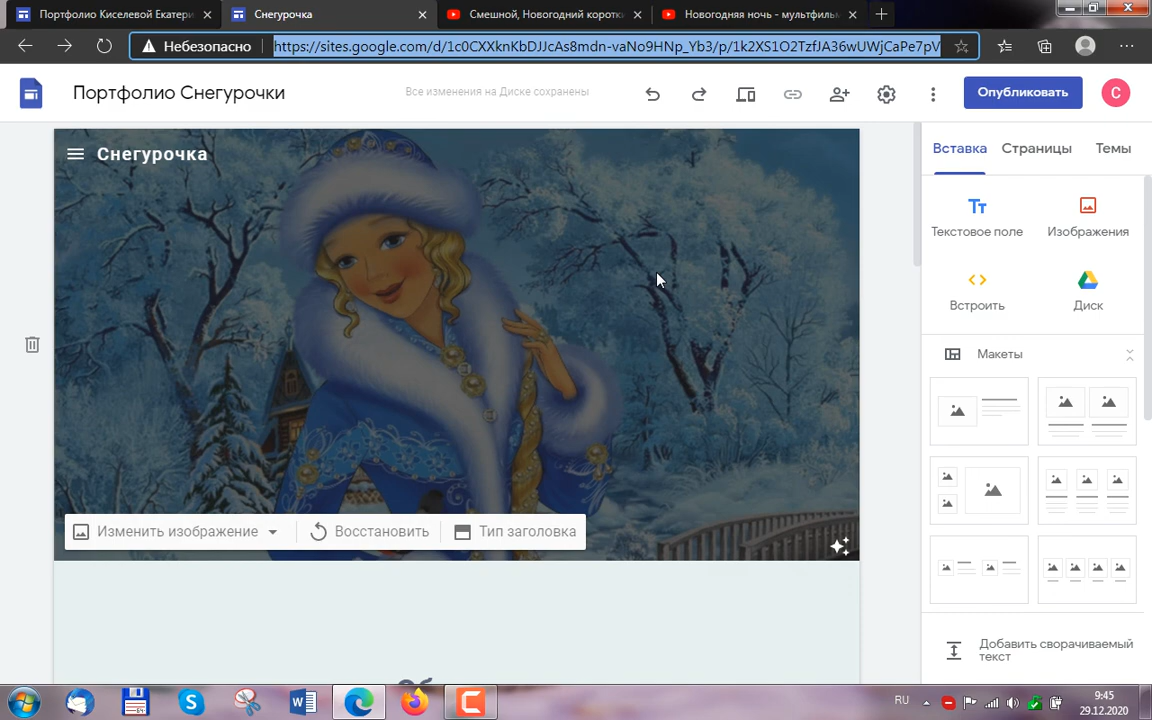 Портфолио Киселевой Екатери
Снегурочка
Смешной, Новогодний коротки
Новогодняя ночь - мультфиль
Небезопасно
https://sites.google.com/d/1c0CXXknKbDJJcAs8mdn-vaNo9HNp_Yb3/p/1k2XS1O2TzfJA36wUWjCaPe7pV
Портфолио Снегурочки
Все изменения на Диске сохранены
Опубликовать
С
Снегурочка
Вставка
Страницы
Темы
Текстовое поле
Изображения
Встроить
Диск
Макеты
Изменить изображение
Восстановить
Тип заголовка
Добавить сворачиваемый
текст
RU
9:45
29.12.2020